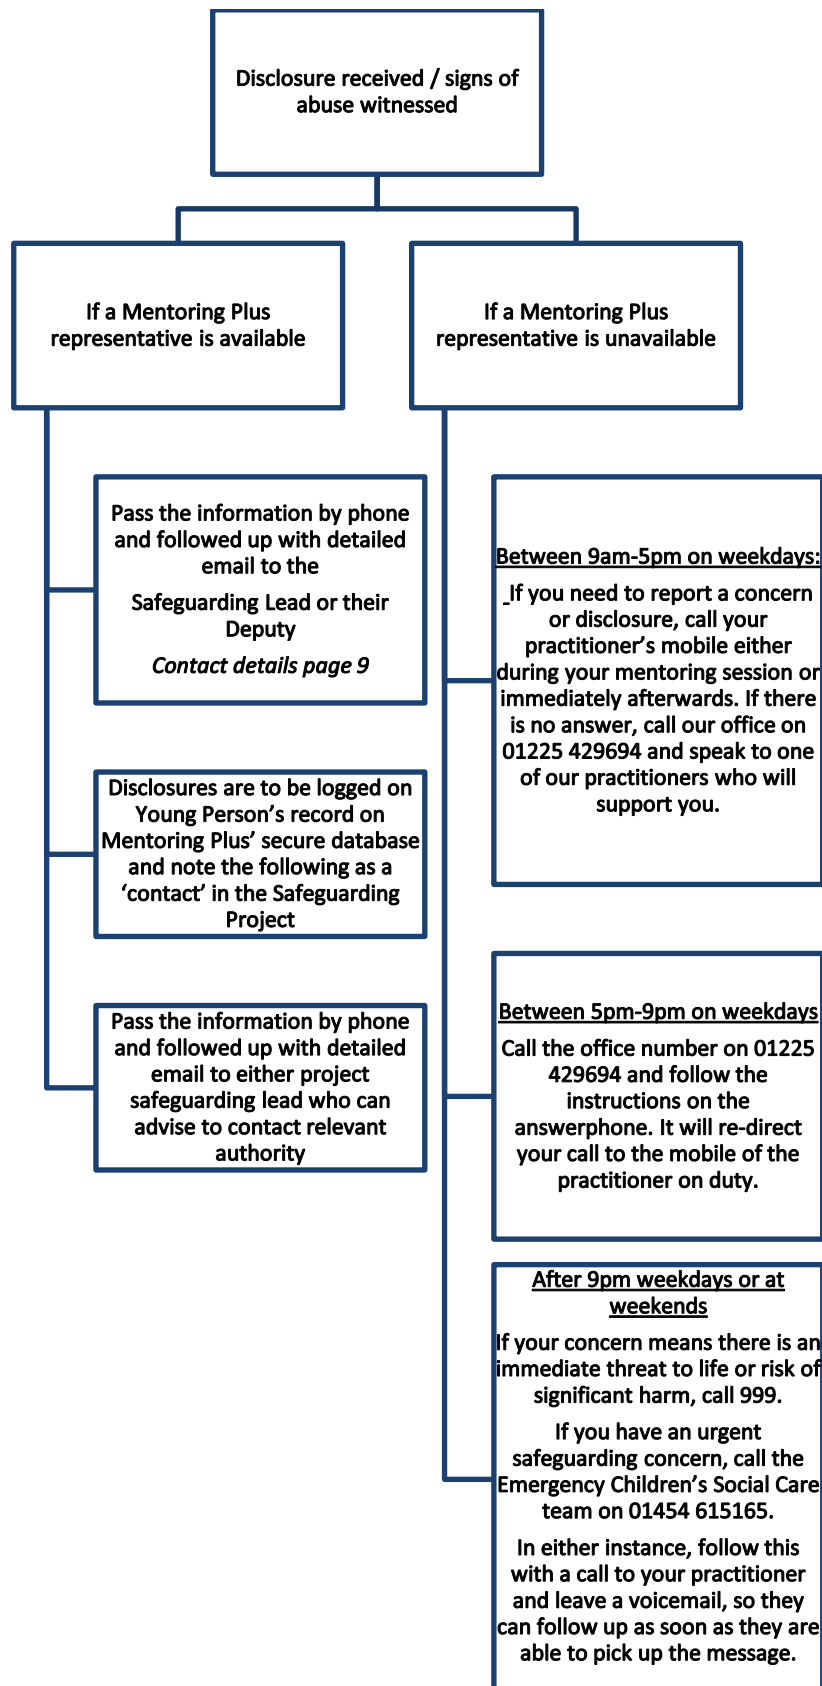 Disclosure received / signs of
abuse witnessed
If a Mentoring Plus
representative is available
If a Mentoring Plus
representative is unavailable
Pass the information by phone
and followed up with detailed
email to the
Safeguarding Lead or their
Deputy
Contact details page 9
Disclosures are to be logged on
Young Person’s record on
Mentoring Plus’ secure database
and note the following as a
‘contact’ in the Safeguarding
Project
Pass the information by phone
and followed up with detailed
email to either project
safeguarding lead who can
advise to contact relevant
authority
Between 9am-5pm on weekdays:
If you need to report a concern
or disclosure, call your
practitioner’s mobile either
during your mentoring session or
immediately afterwards. If there
is no answer, call our office on
01225 429694 and speak to one
of our practitioners who will
support you.
Between 5pm-9pm on weekdays
Call the office number on 01225
429694 and follow the
instructions on the
answerphone. It will re-direct
your call to the mobile of the
practitioner on duty.
After 9pm weekdays or at
weekends
If your concern means there is an
immediate threat to life or risk of
significant harm, call 999.
If you have an urgent
safeguarding concern, call the
Emergency Children’s Social Care
team on 01454 615165.
In either instance, follow this
with a call to your practitioner
and leave a voicemail, so they
can follow up as soon as they are
able to pick up the message.